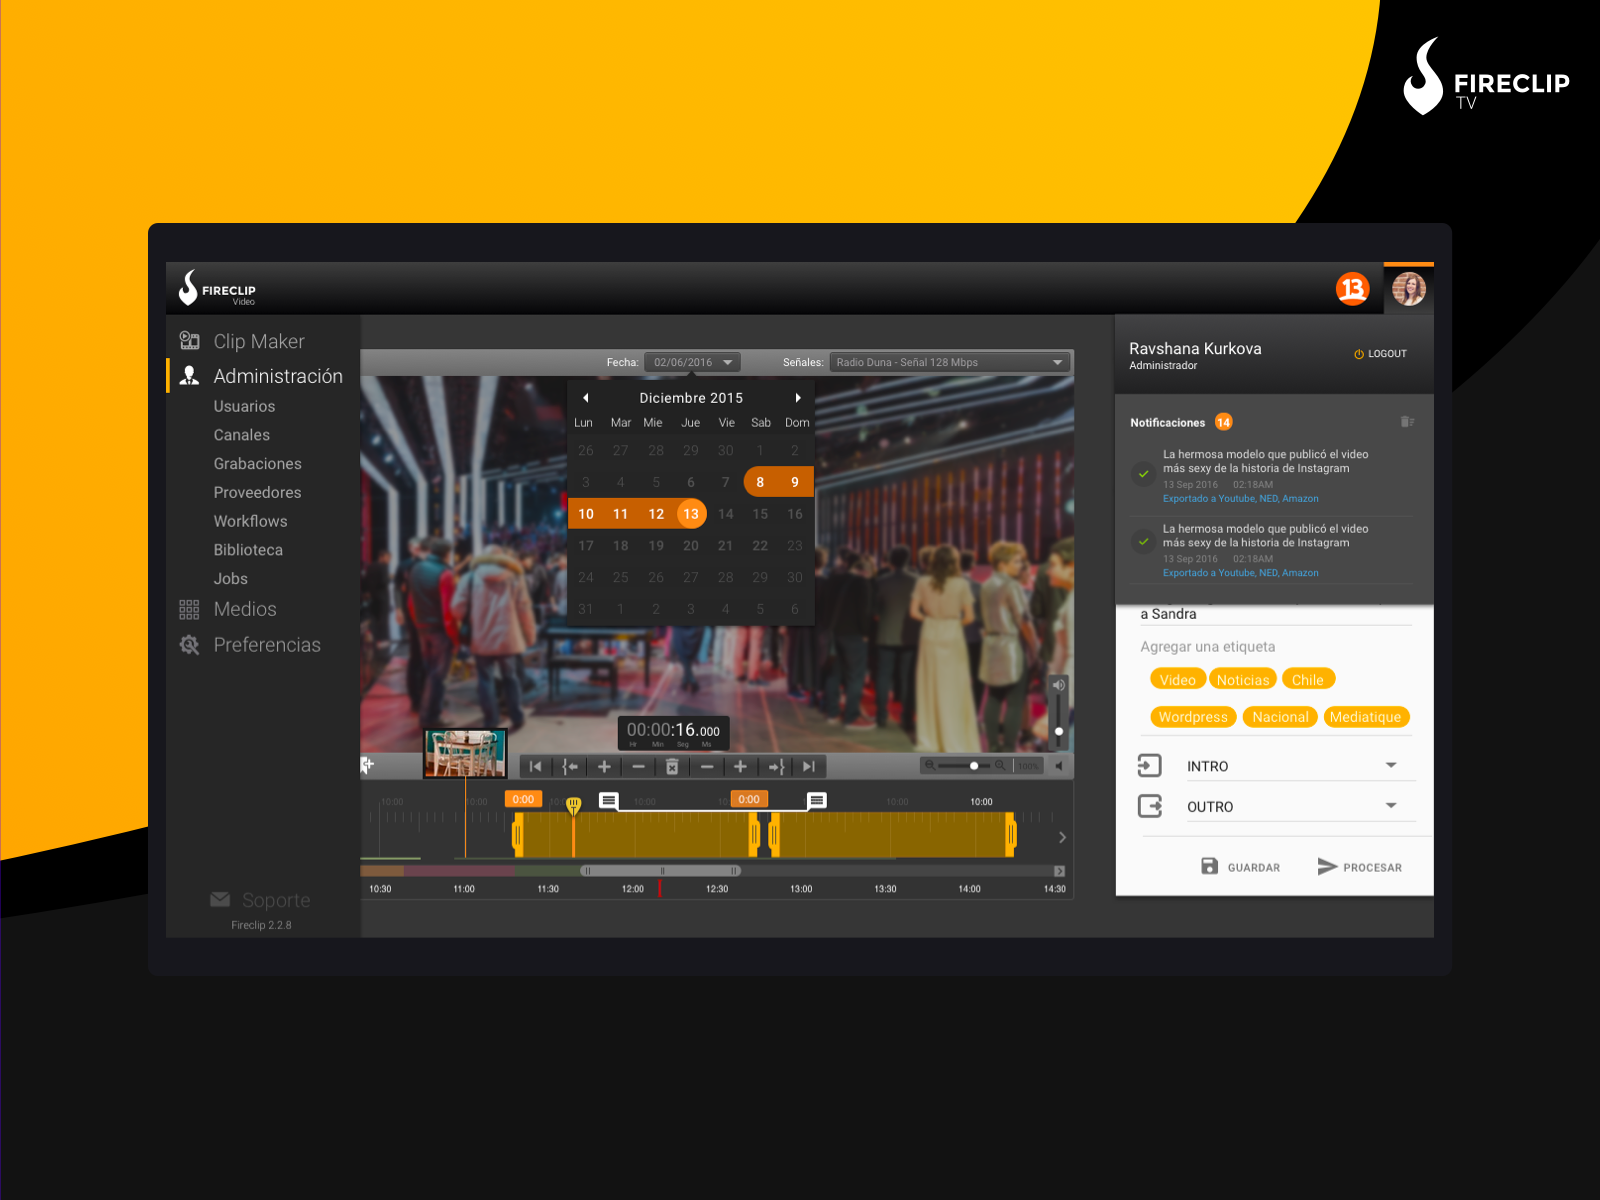 FIRECLIP
TV
FIRECLIP
Video
13
Clip Maker
Administración
Usuarios
Canales
Grabaciones
Proveedores
Workflows
Biblioteca
Jobs
Medios
Preferencias
Soporte
Fireclip 2.2.8
Fecha: 02/06/2016 Señales: Radio Duna - Señal 128 Mbps
Diciembre 2015
Lun Mar Mie Jue Vie Sab Dom
26 27 28 29 30 1 2
3 4 5 6 7 8 9
10 11 12 13 14 15 16
17 18 19 20 21 22 23
24 25 26 27 28 29 30
31 1 2 3 4 5 6
00:00:16.000
Hr Min Seg Ms
100%
10:00 10:00 0:00 10:00 0:00 10:00 10:00
10:30 11:00 11:30 12:00 12:30 13:00 13:30 14:00 14:30
Ravshana Kurkova
Administrador
LOGOUT
Notificaciones 14
La hermosa modelo que publicó el video
más sexy de la historia de Instagram
13 Sep 2016 02:18AM
Exportado a Youtube, NED, Amazon
La hermosa modelo que publicó el video
más sexy de la historia de Instagram
13 Sep 2016 02:18AM
Exportado a Youtube, NED, Amazon
a Sandra
Agregar una etiqueta
Video Noticias Chile
Wordpress Nacional Mediatique
INTRO
OUTRO
GUARDAR PROCESAR